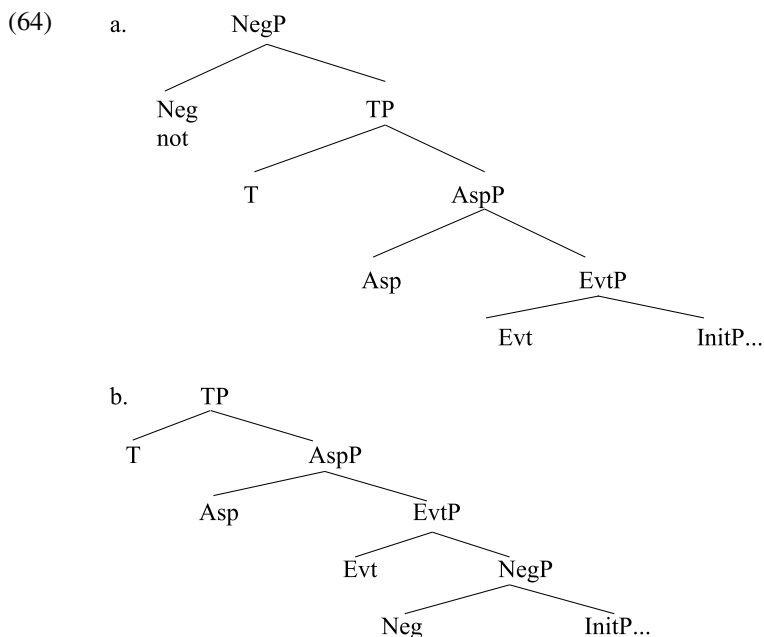 (64) a. NegP
Neg TP
not
T AspP
Asp EvtP
Evt InitP...
b. TP
T AspP
Asp EvtP
Evt NegP
Neg InitP...